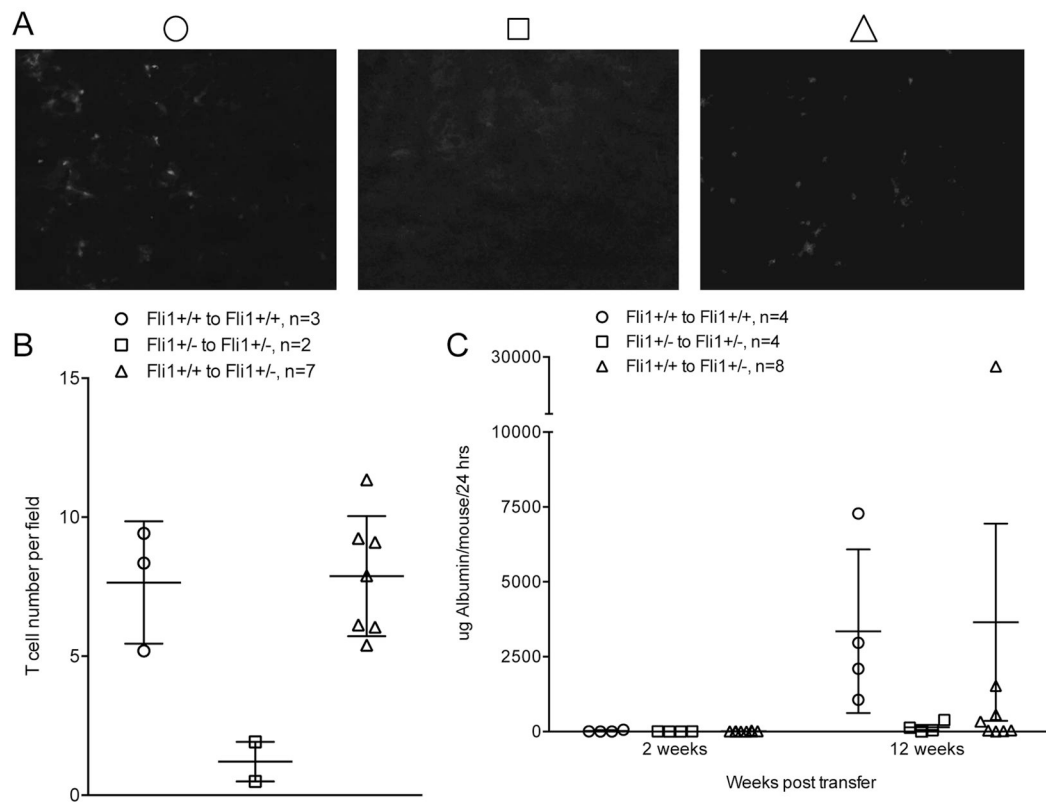 A
B
Fli1+/+ to Fli1+/+, n=3
Fli1+/- to Fli1+/-, n=2
Fli1+/+ to Fli1+/-, n=7
15
10
5
0
T cell number per field
C
Fli1+/+ to Fli1+/+, n=4
Fli1+/- to Fli1+/-, n=4
Fli1+/+ to Fli1+/-, n=8
30000
10000
7500
5000
2500
0
ug Albumin/mouse/24 hrs
2 weeks
12 weeks
Weeks post transfer